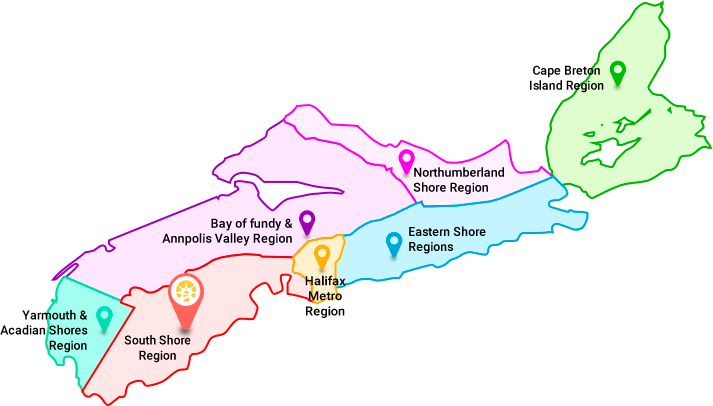 Cape Breton
Island Region
Northumberland
Shore Region
Bay of fundy &
Annpolis Valley Region
Eastern Shore
Regions
Halifax
Metro
Region
Yarmouth &
Acadian Shores
Region
South Shore
Region